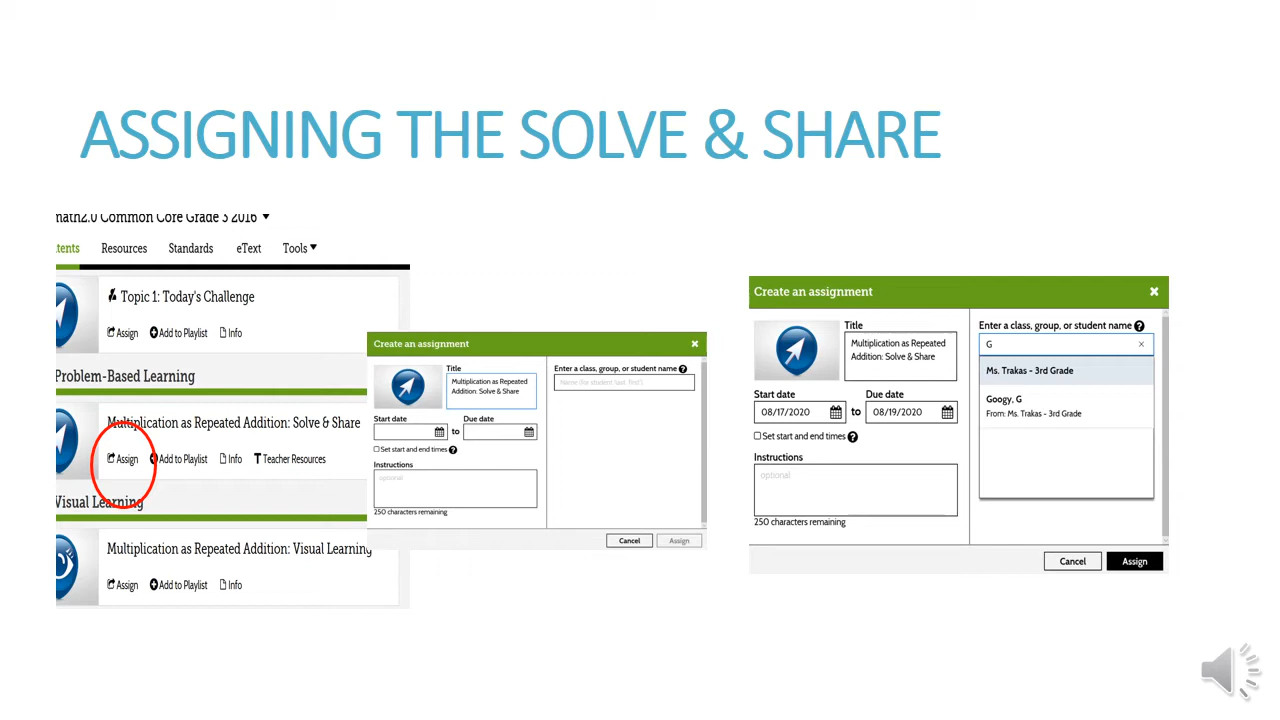 ASSIGNING THE SOLVE & SHARE
math2.0 Common Core Grade 3 2016
tents Resources Standards eText Tools
Topic 1: Today's Challenge
Assign Add to Playlist Info
Problem-Based Learning
Multiplication as Repeated Addition: Solve & Share
Assign Add to Playlist Info Teacher Resources
Visual Learning
Multiplication as Repeated Addition: Visual Learning
Assign Add to Playlist Info
Create an assignment
Title
Multiplication as Repeated
Addition: Solve & Share
Start date Due date
to
Set start and end times
Instructions
optional
250 characters remaining
Enter a class, group, or student name
Name (for student 'last, first')
Cancel Assign
Create an assignment
Title
Multiplication as Repeated
Addition: Solve & Share
Start date Due date
08/17/2020 to 08/19/2020
Set start and end times
Instructions
optional
250 characters remaining
Enter a class, group, or student name
G
Ms. Trakas - 3rd Grade
Googy, G
From: Ms. Trakas - 3rd Grade
Cancel Assign